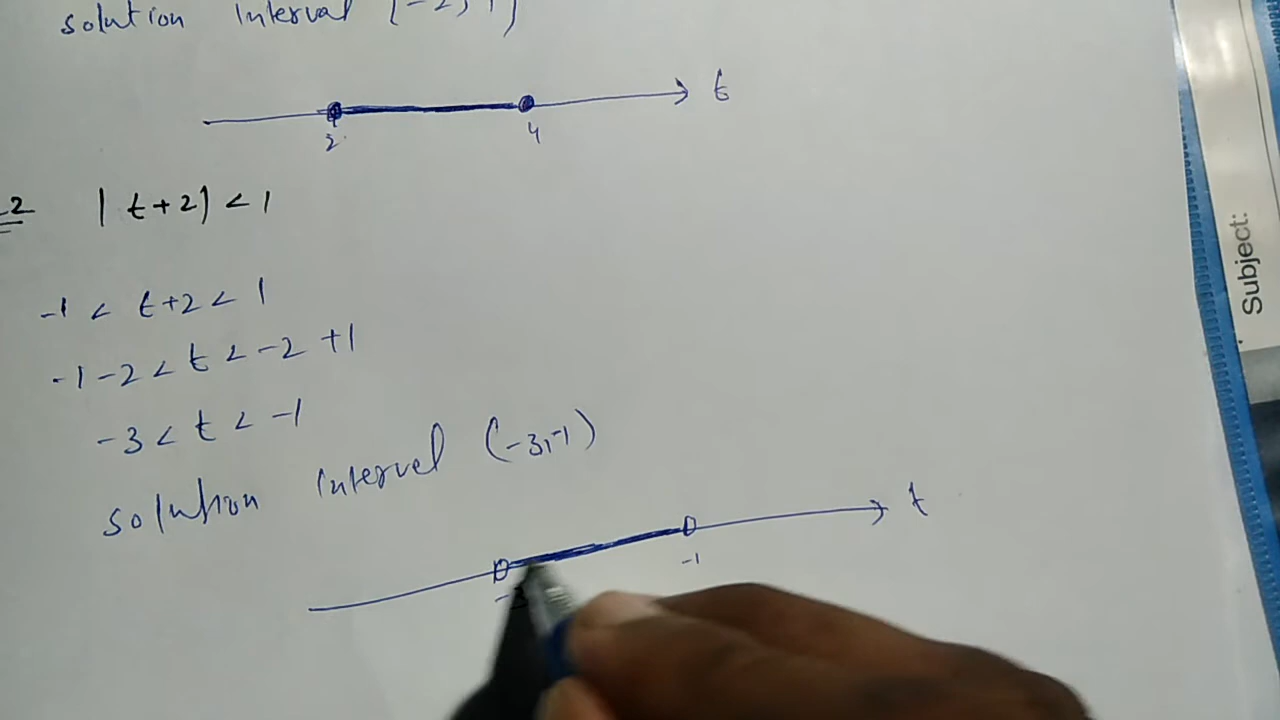 solution interval
t
2 4
2 |t+2|<1
-1 < t+2 < 1
-1-2 < t < -2 +1
-3 < t < -1
solution interval (-3,-1)
t
-1
Subject: